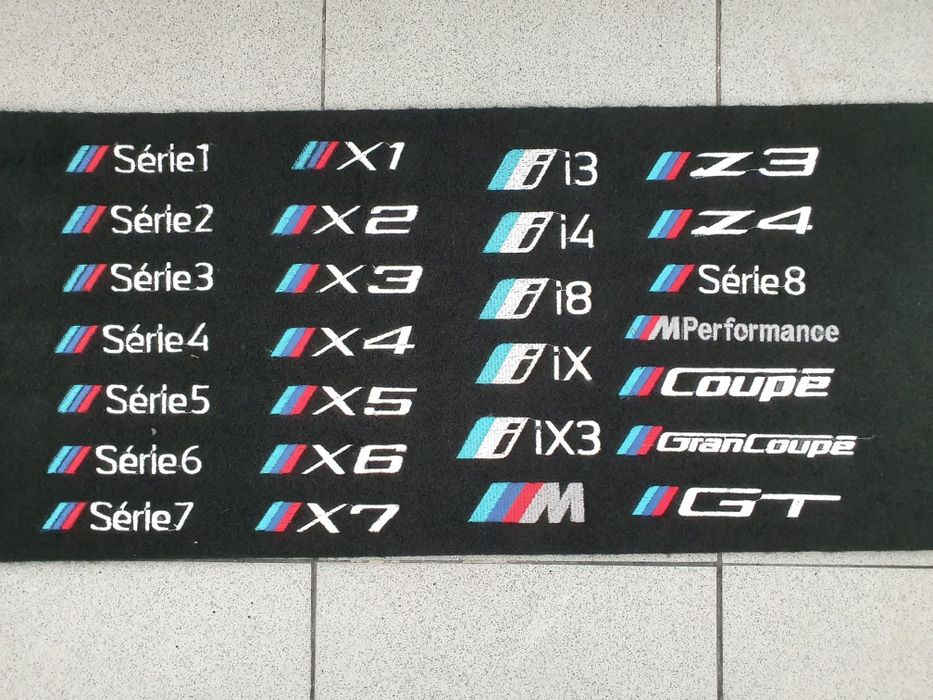 Série1
Série2
Série3
Série4
Série5
Série6
Série7
X1
X2
X3
X4
X5
X6
X7
i i3
i i4
i i8
i iX
i iX3
M
Z3
Z4
Série8
MPerformance
Coupé
GranCoupé
GT